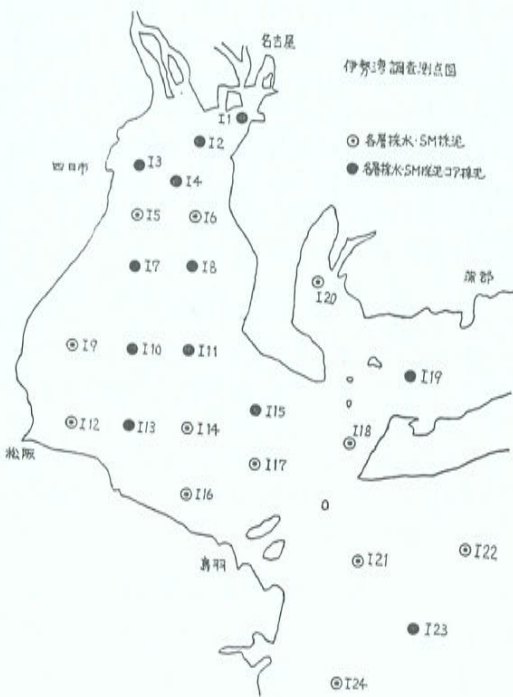 名古屋
伊勢湾調査測点図
I1
◎ 各層採水・SM採泥
I2
● 各層採水・SM採泥コア採泥
四日市
I3
I4
I5
I6
I7
I8
蒲郡
I20
I9
I10
I11
I19
I15
I12
I13
I14
I18
松阪
I17
I16
鳥羽
I21
I22
I23
I24